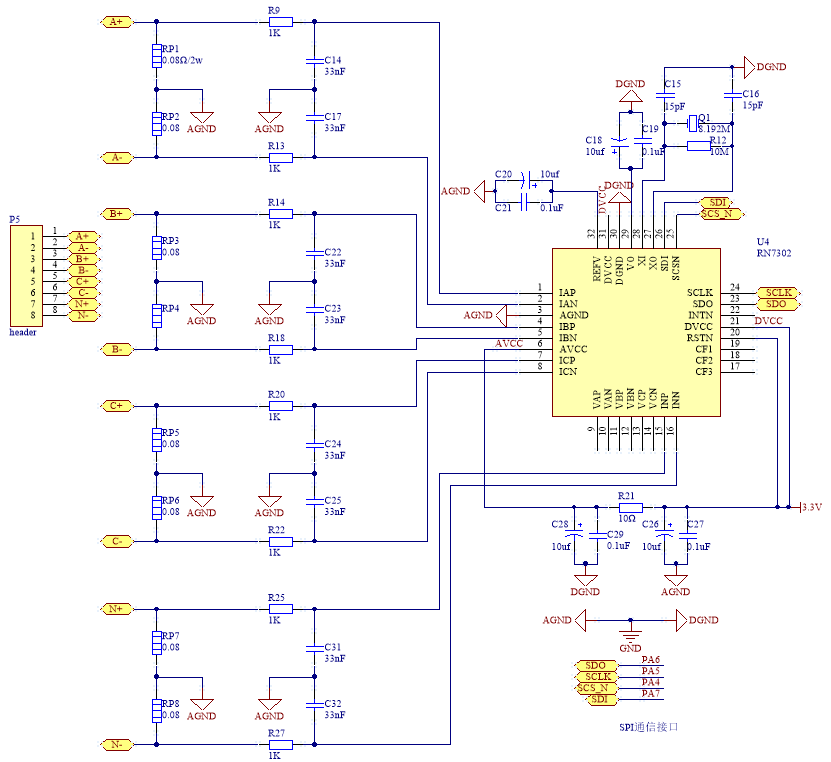 A+
R9
1K
RP1
0.08Ω/2w
C14
33nF
AGND
AGND
RP2
0.08
C17
33nF
A-
R13
1K
DGND
C15
15pF
C16
15pF
Q1
8.192M
R12
10M
DGND
C18
10uf
+
C19
0.1uF
C20
10uf
+
AGND
C21
0.1uF
DVCC
DGND
SDI
SCS_N
P5
1 1 A+
2 2 A-
3 3 B+
4 4 B-
5 5 C+
6 6 C-
7 7 N+
8 8 N-
header
B+
R14
1K
RP3
0.08
C22
33nF
AGND
AGND
RP4
0.08
C23
33nF
B-
R18
1K
U4
RN7302
32 31 30 29 28 27 26 25
REFV DVCC DGND VO XI XO SDI SCSN
1 IAP
2 IAN
AGND 3 AGND
4 IBP
5 IBN
AVCC 6 AVCC
7 ICP
8 ICN
SCLK 24 SCLK
SDO 23 SDO
INTN 22
DVCC 21 DVCC
RSTN 20
CF1 19
CF2 18
CF3 17
VAP VAN VBP VBN VCP VCN INP INN
9 10 11 12 13 14 15 16
C+
R20
1K
RP5
0.08
C24
33nF
AGND
AGND
RP6
0.08
C25
33nF
C-
R22
1K
R21
10Ω
3.3V
C28
10uf
+
C29
0.1uF
C26
10uf
+
C27
0.1uF
DGND
AGND
N+
R25
1K
RP7
0.08
C31
33nF
AGND
AGND
RP8
0.08
C32
33nF
N-
R27
1K
AGND
DGND
GND
SDO PA6
SCLK PA5
SCS_N PA4
SDI PA7
SPI通信接口